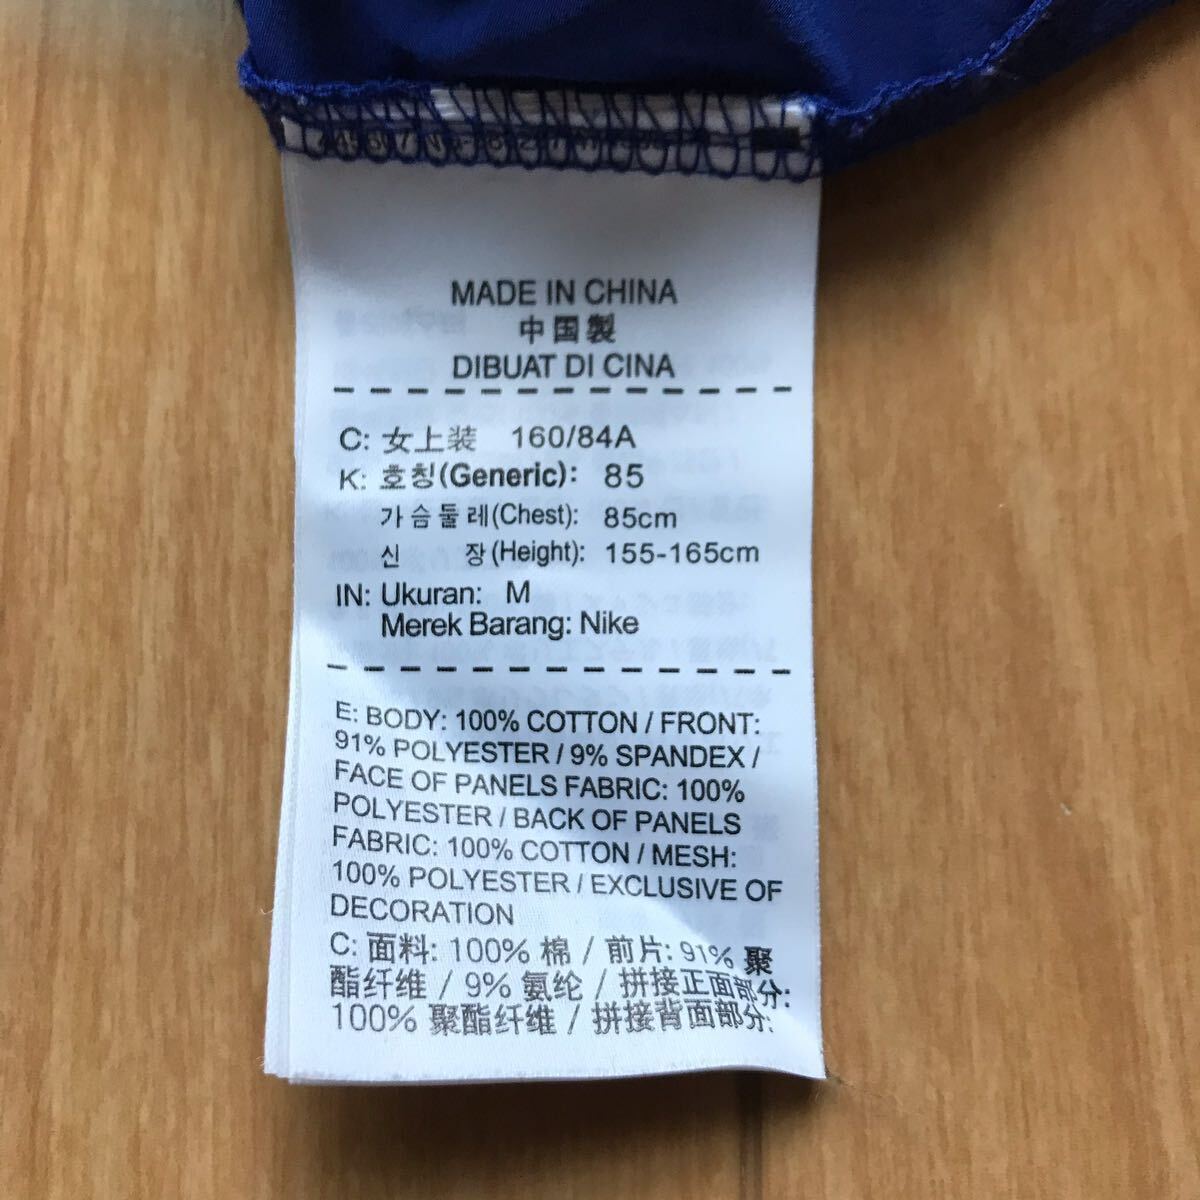 MADE IN CHINA
中国製
DIBUAT DI CINA
C: 女上装 160/84A
K: 호칭(Generic): 85
가슴둘레(Chest): 85cm
신 장(Height): 155-165cm
IN: Ukuran: M
Merek Barang: Nike
E: BODY: 100% COTTON / FRONT:
91% POLYESTER / 9% SPANDEX /
FACE OF PANELS FABRIC: 100%
POLYESTER / BACK OF PANELS
FABRIC: 100% COTTON / MESH:
100% POLYESTER / EXCLUSIVE OF
DECORATION
C: 面料: 100% 棉 / 前片: 91% 聚
酯纤维 / 9% 氨纶 / 拼接正面部分:
100% 聚酯纤维 / 拼接背面部分: